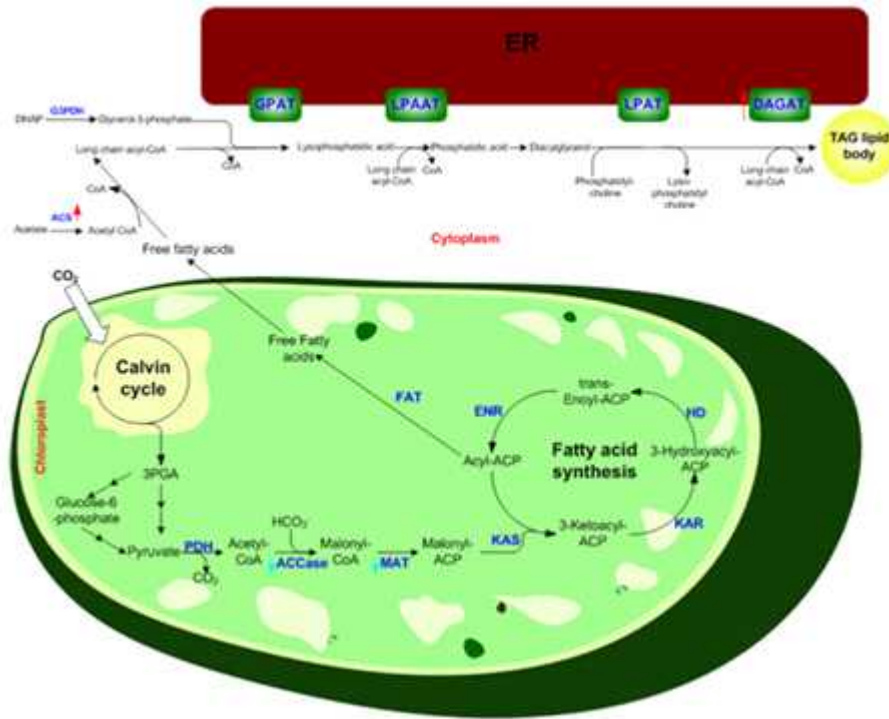 ER
GPAT
LPAAT
LPAT
DAGAT
TAG lipid
body
DHAP
G3PDH
Glycerol 3-phosphate
Long chain acyl-CoA
CoA
Lysophosphatidic acid
Long chain
acyl-CoA
CoA
Phosphatidic acid
Diacylglycerol
Phosphatidyl-
choline
Lyso-
phosphatidyl
choline
Long chain
acyl-CoA
CoA
CoA
Acetate
ACS
Acetyl CoA
Free fatty acids
Cytoplasm
CO2
Calvin
cycle
Chloroplast
Free Fatty
acids
FAT
ENR
trans-
Enoyl-ACP
HD
Acyl-ACP
Fatty acid
synthesis
3-Hydroxyacyl-
ACP
3PGA
Glucose-6
-phosphate
Pyruvate
PDH
CO2
Acetyl-
CoA
HCO3
ACCase
Malonyl-
CoA
MAT
Malonyl-
ACP
KAS
3-Ketoacyl-
ACP
KAR